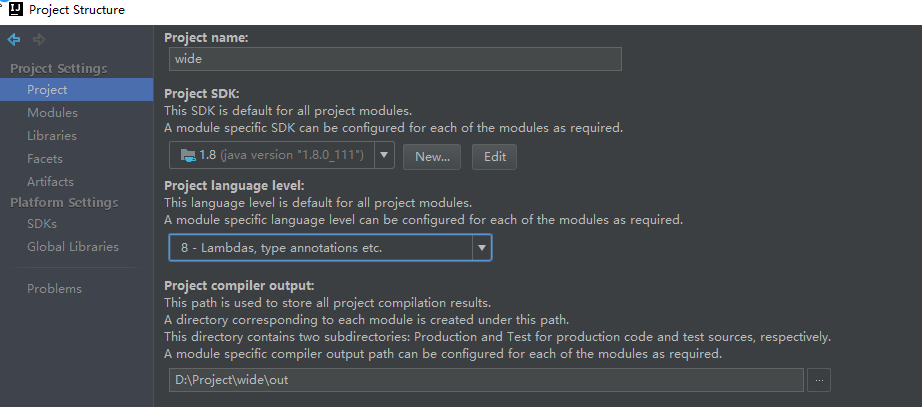 Project Structure
Project Settings
Project
Modules
Libraries
Facets
Artifacts
Platform Settings
SDKs
Global Libraries
Problems
Project name:
wide
Project SDK:
This SDK is default for all project modules.
A module specific SDK can be configured for each of the modules as required.
1.8 (java version "1.8.0_111")
New...
Edit
Project language level:
This language level is default for all project modules.
A module specific language level can be configured for each of the modules as required.
8 - Lambdas, type annotations etc.
Project compiler output:
This path is used to store all project compilation results.
A directory corresponding to each module is created under this path.
This directory contains two subdirectories: Production and Test for production code and test sources, respectively.
A module specific compiler output path can be configured for each of the modules as required.
D:\Project\wide\out
...